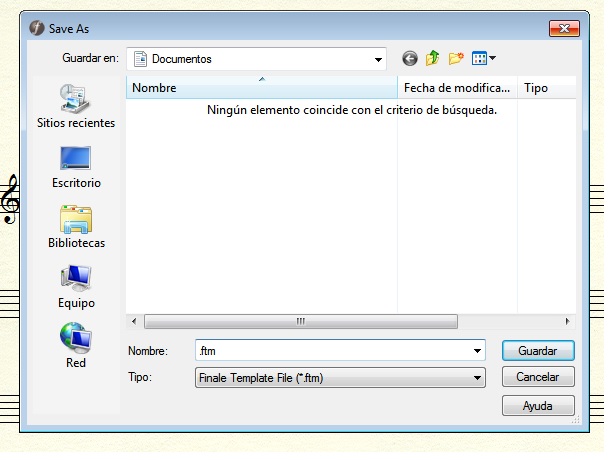 Save As
Guardar en:
Documentos
Nombre
Fecha de modifica...
Tipo
Ningún elemento coincide con el criterio de búsqueda.
Sitios recientes
Escritorio
Bibliotecas
Equipo
Red
Nombre:
.ftm
Guardar
Tipo:
Finale Template File (*.ftm)
Cancelar
Ayuda